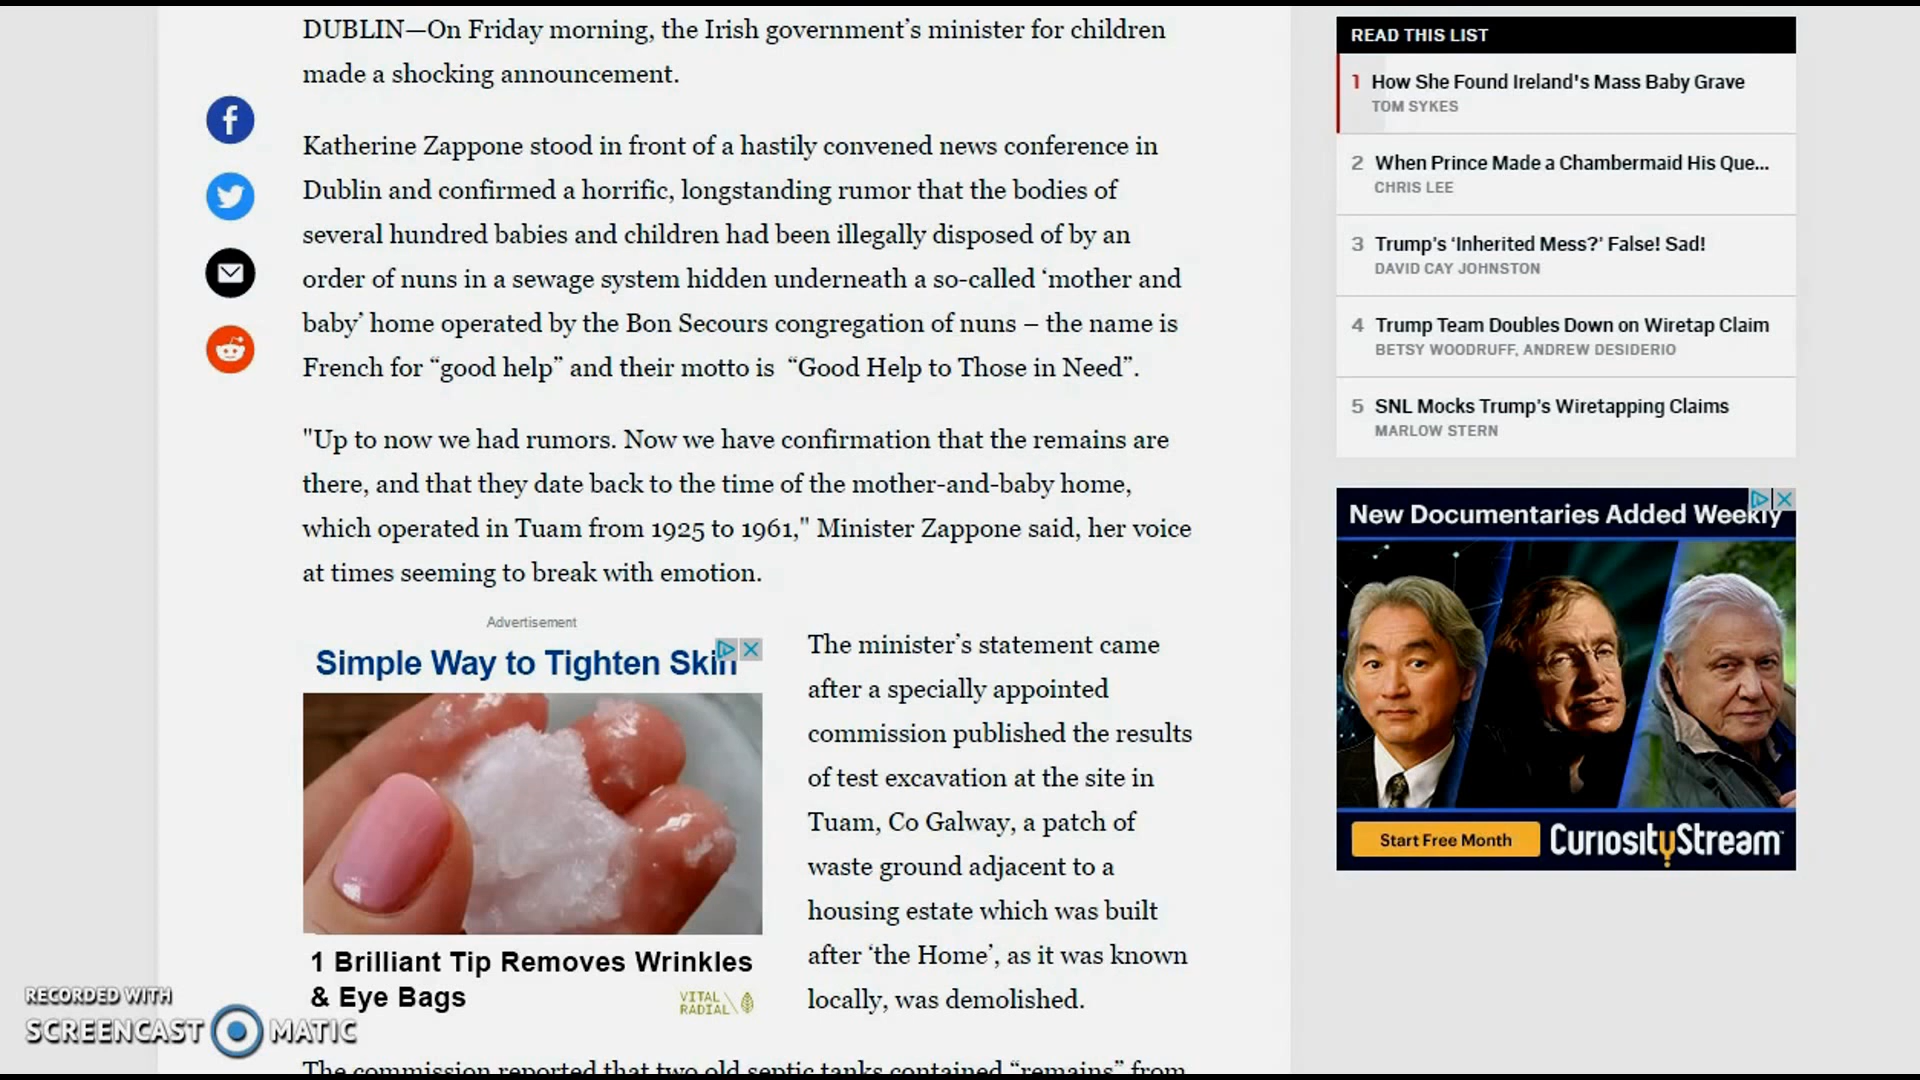 DUBLIN—On Friday morning, the Irish government’s minister for children
made a shocking announcement.
Katherine Zappone stood in front of a hastily convened news conference in
Dublin and confirmed a horrific, longstanding rumor that the bodies of
several hundred babies and children had been illegally disposed of by an
order of nuns in a sewage system hidden underneath a so-called ‘mother and
baby’ home operated by the Bon Secours congregation of nuns – the name is
French for “good help” and their motto is “Good Help to Those in Need”.
"Up to now we had rumors. Now we have confirmation that the remains are
there, and that they date back to the time of the mother-and-baby home,
which operated in Tuam from 1925 to 1961," Minister Zappone said, her voice
at times seeming to break with emotion.
Advertisement
Simple Way to Tighten Skin
1 Brilliant Tip Removes Wrinkles
& Eye Bags
VITAL
RADIAL
The minister’s statement came
after a specially appointed
commission published the results
of test excavation at the site in
Tuam, Co Galway, a patch of
waste ground adjacent to a
housing estate which was built
after ‘the Home’, as it was known
locally, was demolished.
The commission reported that two old septic tanks contained “remains” from
READ THIS LIST
1 How She Found Ireland's Mass Baby Grave
TOM SYKES
2 When Prince Made a Chambermaid His Que...
CHRIS LEE
3 Trump’s ‘Inherited Mess?’ False! Sad!
DAVID CAY JOHNSTON
4 Trump Team Doubles Down on Wiretap Claim
BETSY WOODRUFF, ANDREW DESIDERIO
5 SNL Mocks Trump’s Wiretapping Claims
MARLOW STERN
New Documentaries Added Weekly
Start Free Month
CuriosityStream
RECORDED WITH
SCREENCAST MATIC